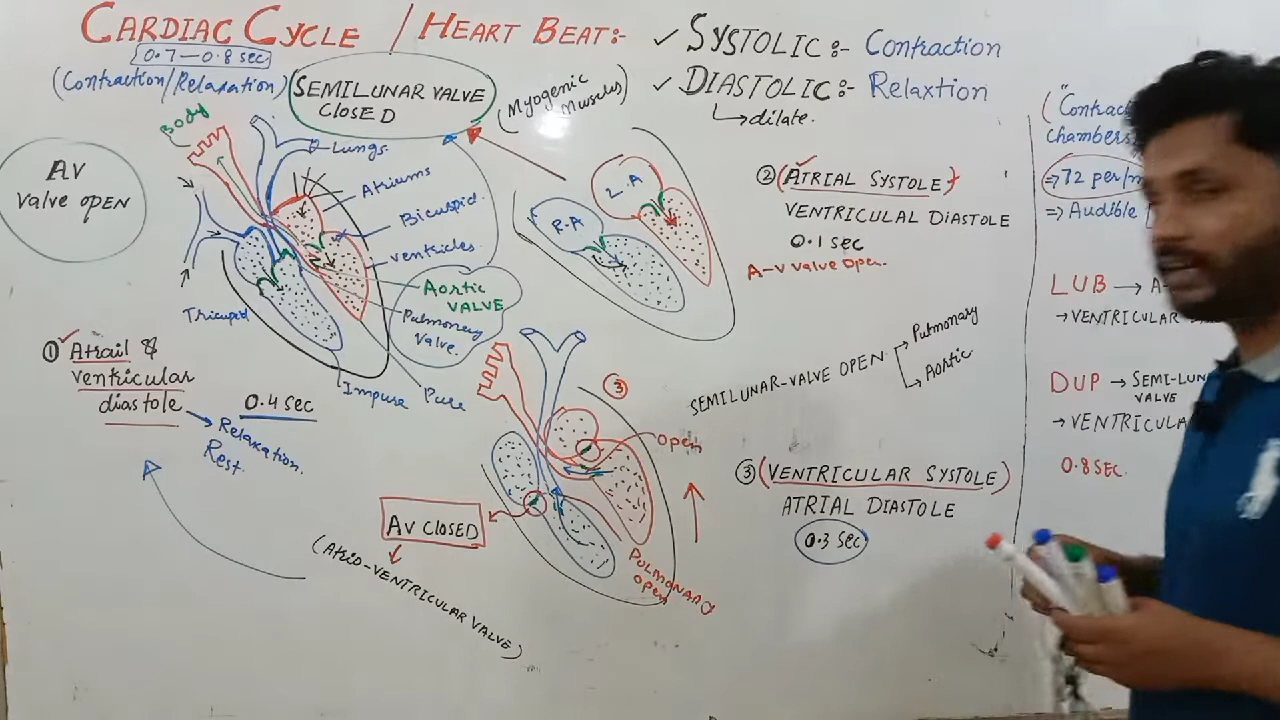 CARDIAC CYCLE / HEART BEAT:-
0.7 — 0.8 sec
(Contraction/Relaxation)
SEMILUNAR VALVE
CLOSED
(Myogenic
Muscles)
✓ SYSTOLIC :- Contraction
✓ DIASTOLIC :- Relaxtion
↳ dilate.
AV
valve OPEN
Body
Lungs
Atriums
Bicuspid
ventricles
Aortic
VALVE
Pulmonary
Valve.
Tricuspid
Impure Pure
L.A
R.A
① Atrail &
ventricular
diastole
0.4 sec
Relaxation.
Rest.
② (ATRIAL SYSTOLE)
VENTRICULAL DIASTOLE
0.1 sec
A-V valve open.
SEMILUNAR-VALVE OPEN
Pulmonary
Aortic
③
open
AV CLOSED
(Atrio-VENTRICULAR VALVE)
PULMONARY
open
③ (VENTRICULAR SYSTOLE)
ATRIAL DIASTOLE
0.3 sec
chambers
⇒ 72 per/m
⇒ Audible
LUB →
→ VENTRICULAR
DUP → SEMI-LUN
VALVE
→ VENTRICULA
0.8 SEC.